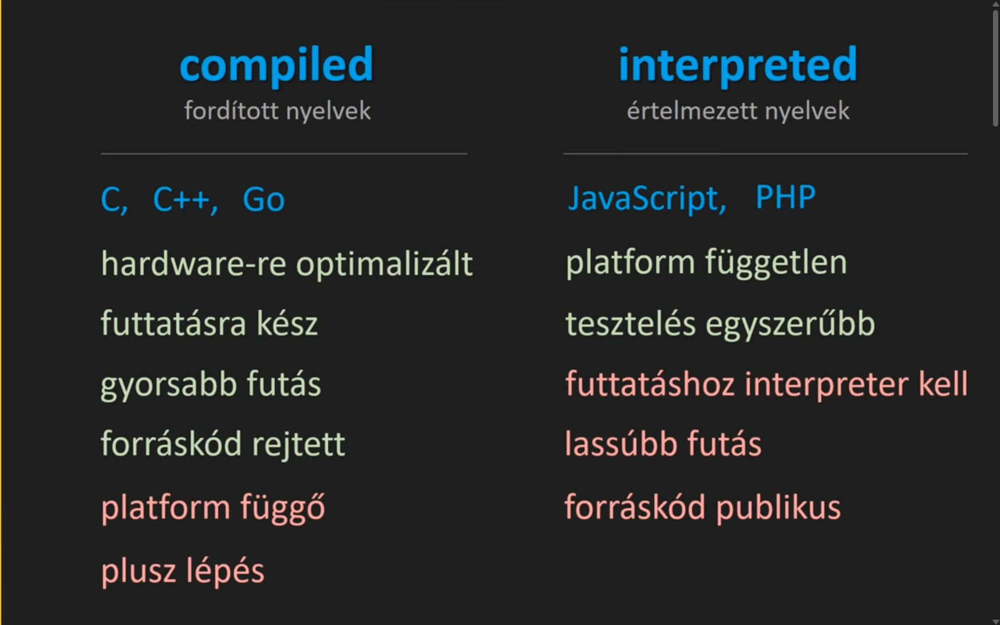 compiled
fordított nyelvek
C, C++, Go
hardware-re optimalizált
futtatásra kész
gyorsabb futás
forráskód rejtett
platform függő
plusz lépés
interpreted
értelmezett nyelvek
JavaScript, PHP
platform független
tesztelés egyszerűbb
futtatáshoz interpreter kell
lassúbb futás
forráskód publikus